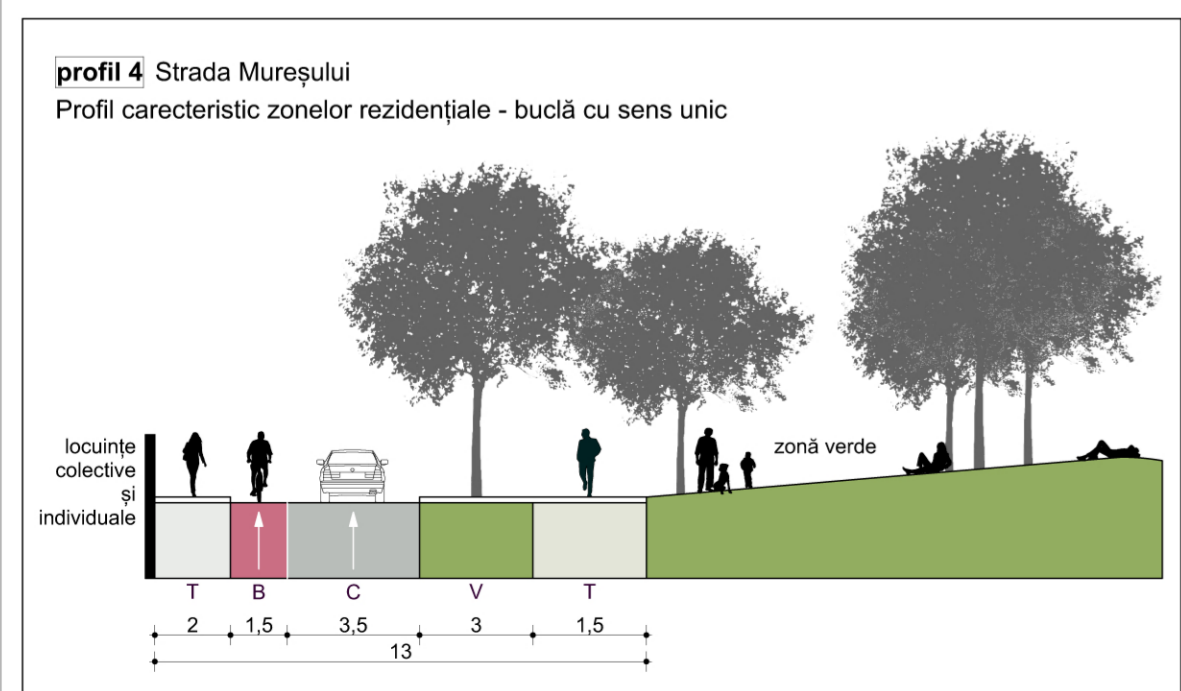 profil 4 Strada Mureșului
Profil carecteristic zonelor rezidențiale - buclă cu sens unic
locuințe
colective
și
individuale
zonă verde
T B C V T
2 1,5 3,5 3 1,5
13